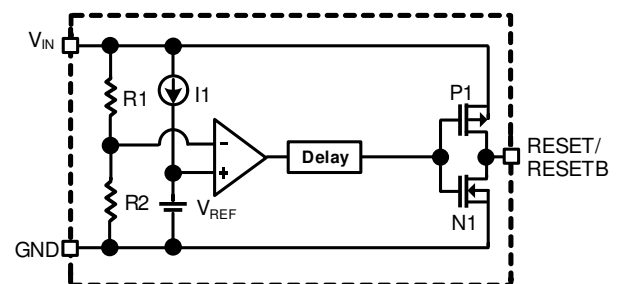 VIN
I1
P1
R1
-
+
Delay
RESET/
RESETB
R2
VREF
N1
GND